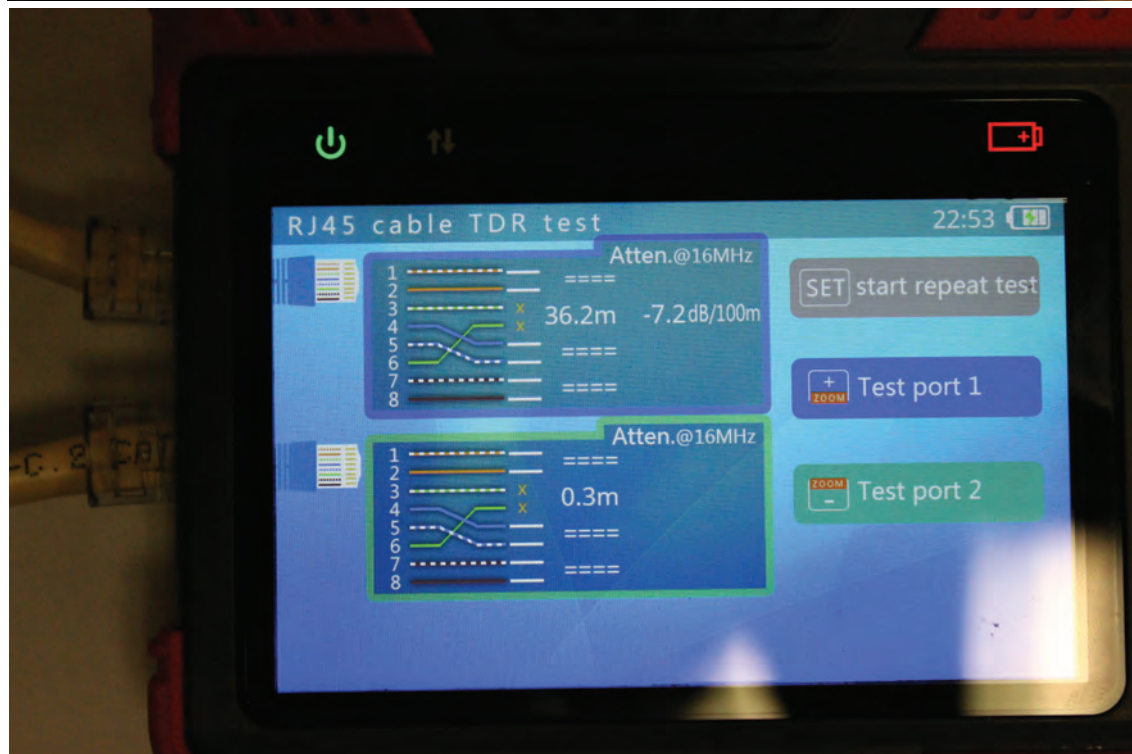 RJ45 cable TDR test
22:53
Atten.@16MHz
1
2
3
4
5
6
7
8
====
x
x
36.2m -7.2dB/100m
====
====
Atten.@16MHz
1
2
3
4
5
6
7
8
====
x
x
0.3m
====
====
SET start repeat test
+
ZOOM
Test port 1
ZOOM
-
Test port 2